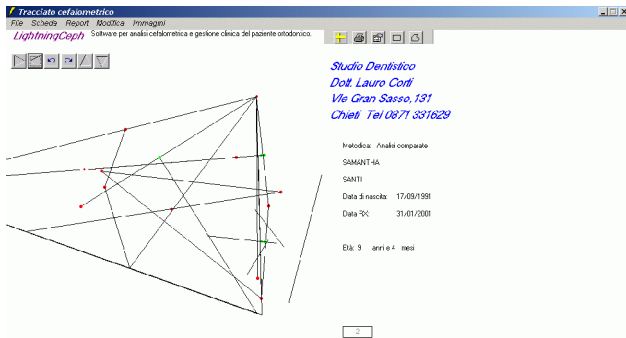 Tracciato cefalometrico
File Scheda Report Modifica Immagini
LightningCeph Software per analisi cefalometrica e gestione clinica del paziente ortodonzico.
Studio Dentistico
Dott. Lauro Corti
Vle Gran Sasso,131
Chieti Tel 0871 331629
Metodica: Analisi comparate
SAMANTHA
SANTI
Data di nascita: 17/09/1991
Data RX: 31/01/2001
Età: 9 anni e 4 mesi
2